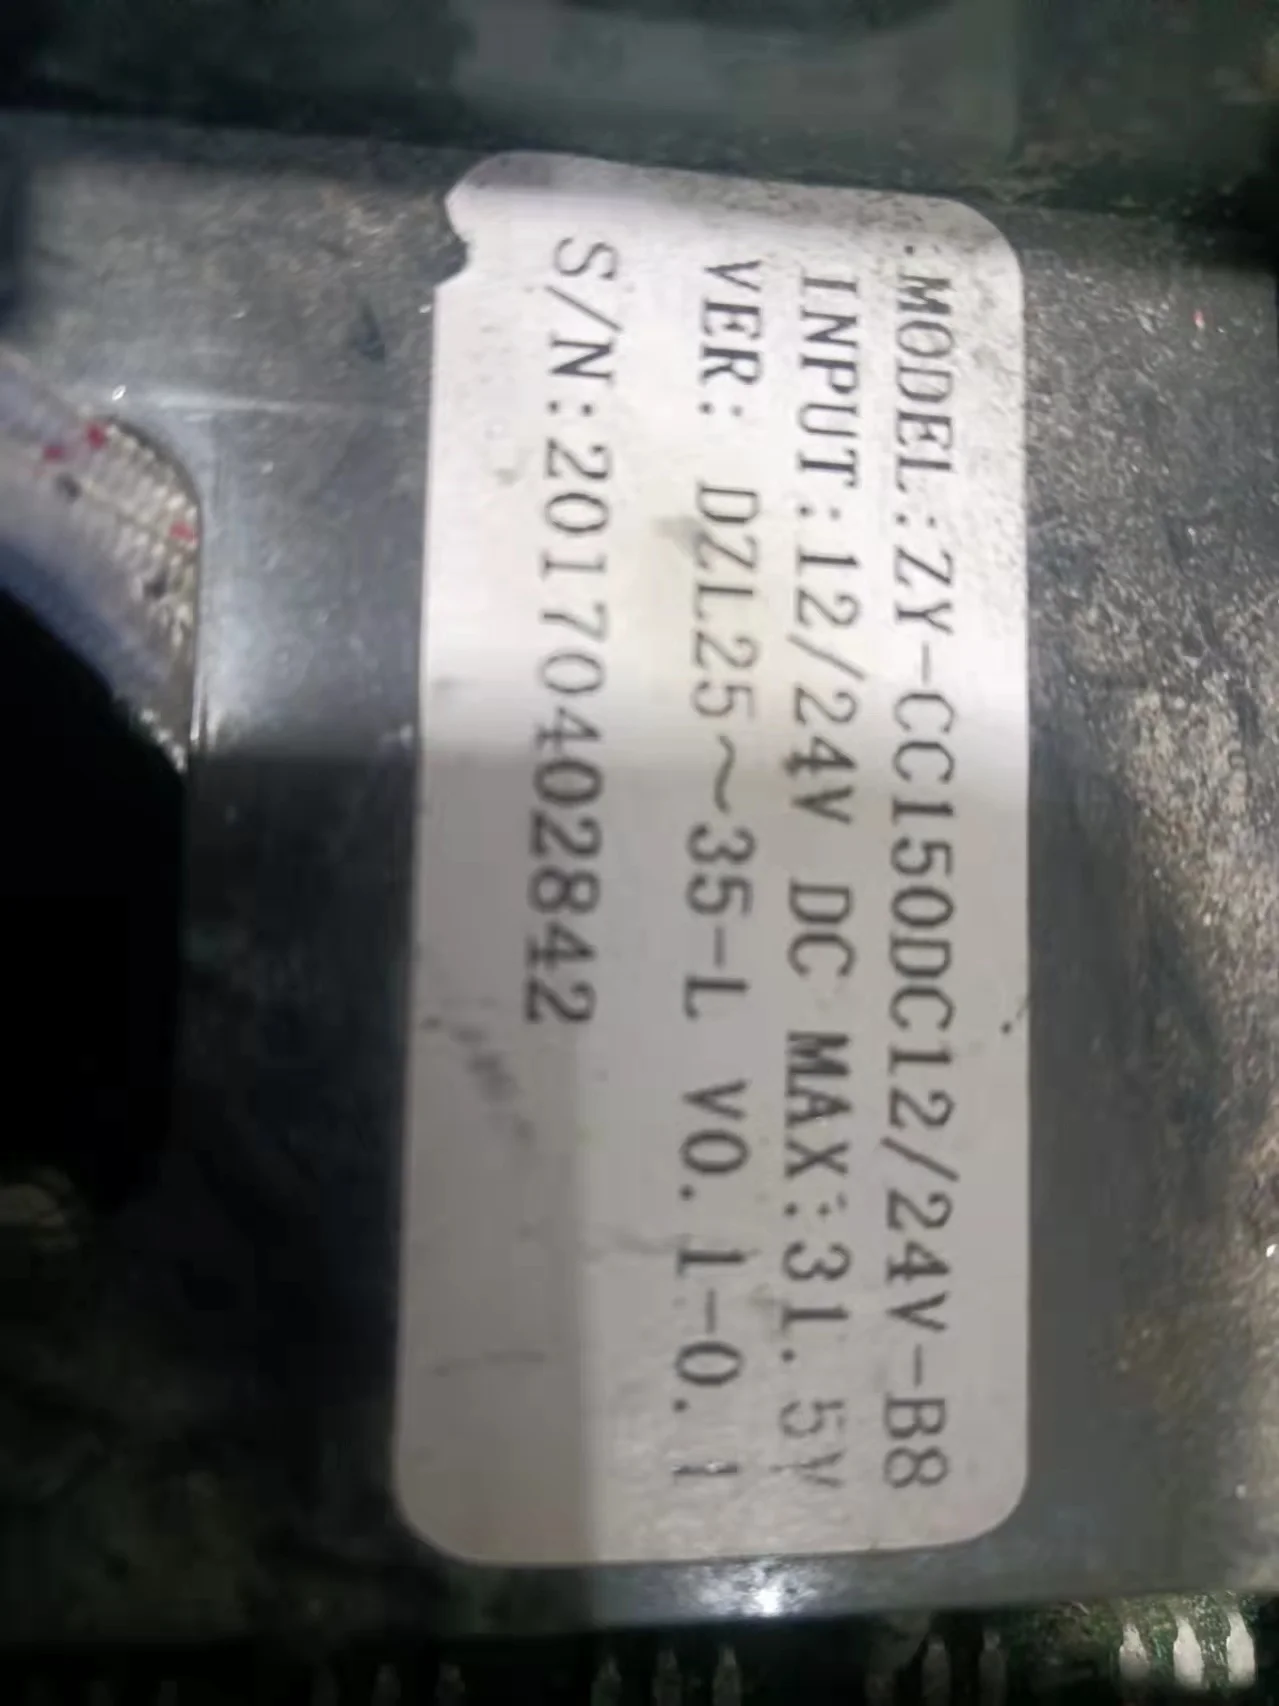 .MODEL:ZY-CC150DC12/24V-B8
INPUT:12/24V DC MAX:31.5V
VER: DZL25～35-L V0.1-0.1
S/N:20170402842